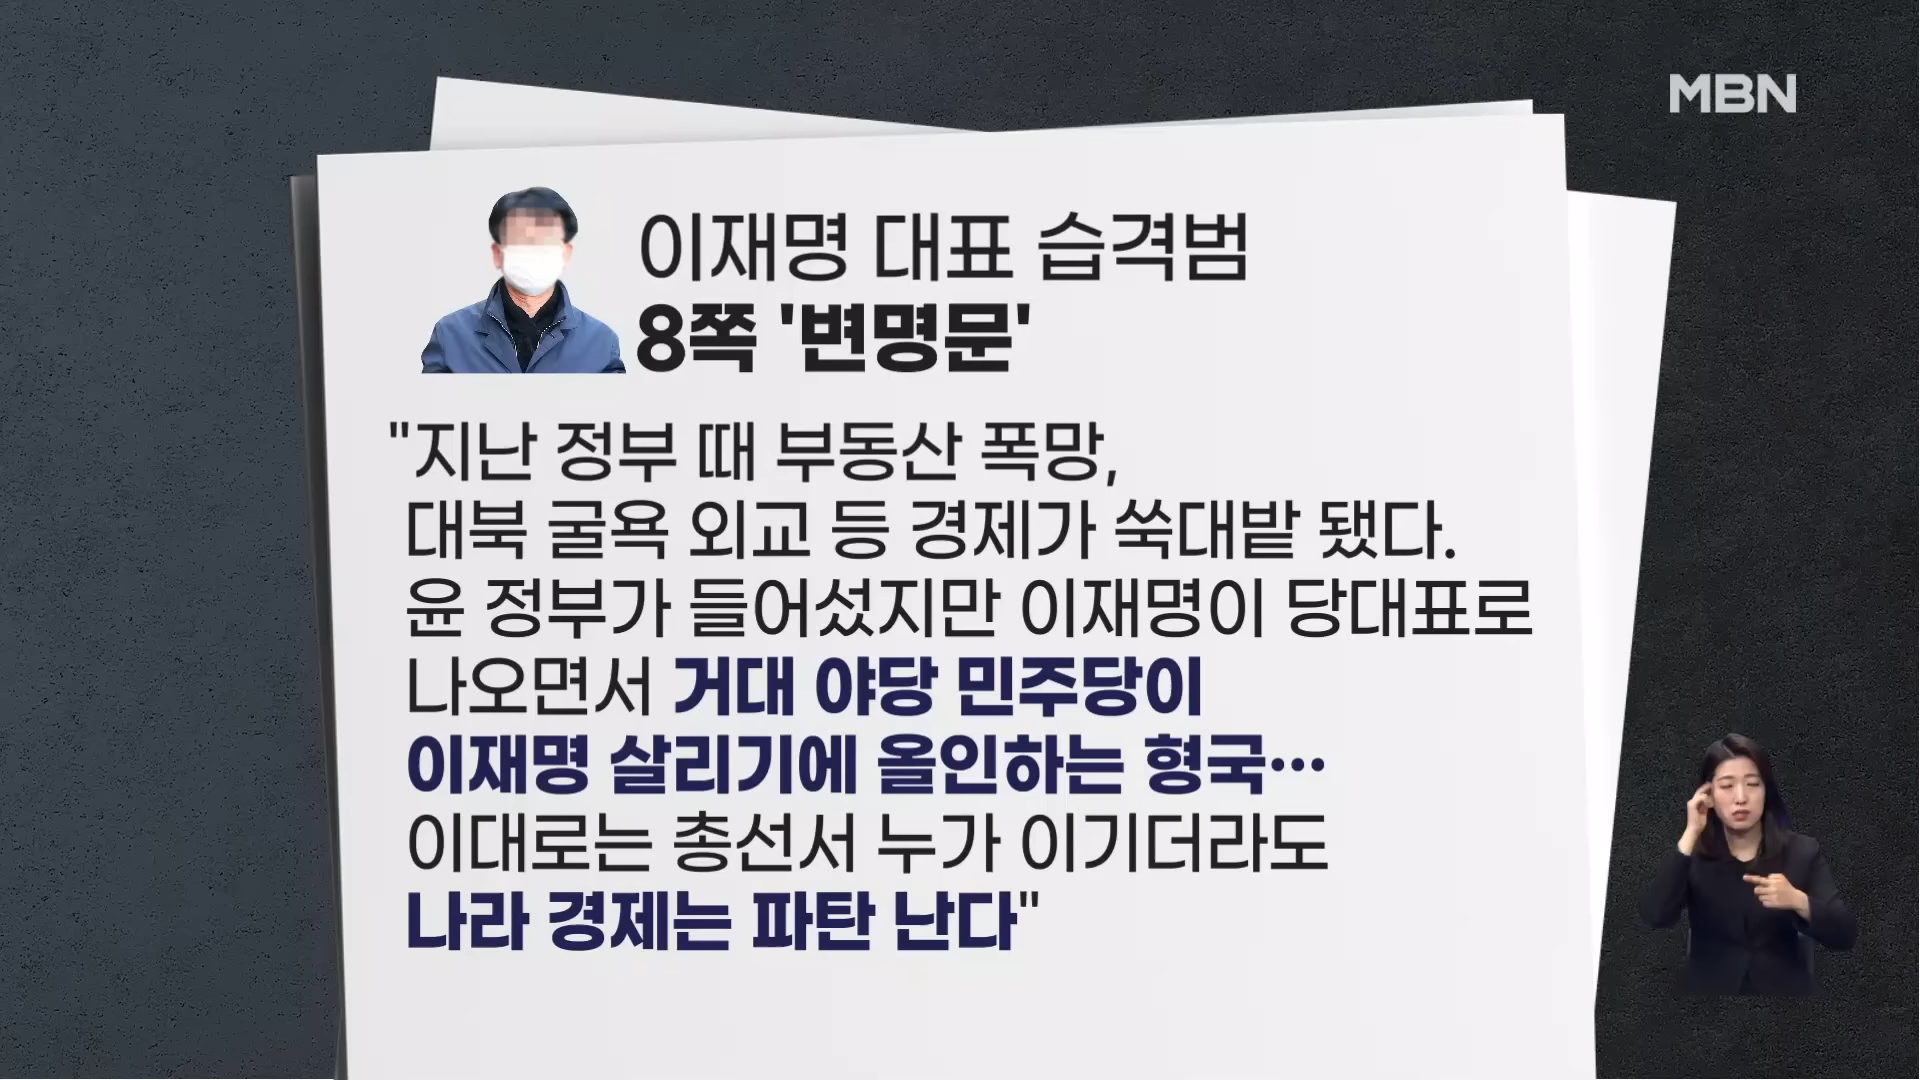 MBN
이재명 대표 습격범
8쪽 '변명문'
"지난 정부 때 부동산 폭망,
대북 굴욕 외교 등 경제가 쑥대밭 됐다.
윤 정부가 들어섰지만 이재명이 당대표로
나오면서 거대 야당 민주당이
이재명 살리기에 올인하는 형국…
이대로는 총선서 누가 이기더라도
나라 경제는 파탄 난다"